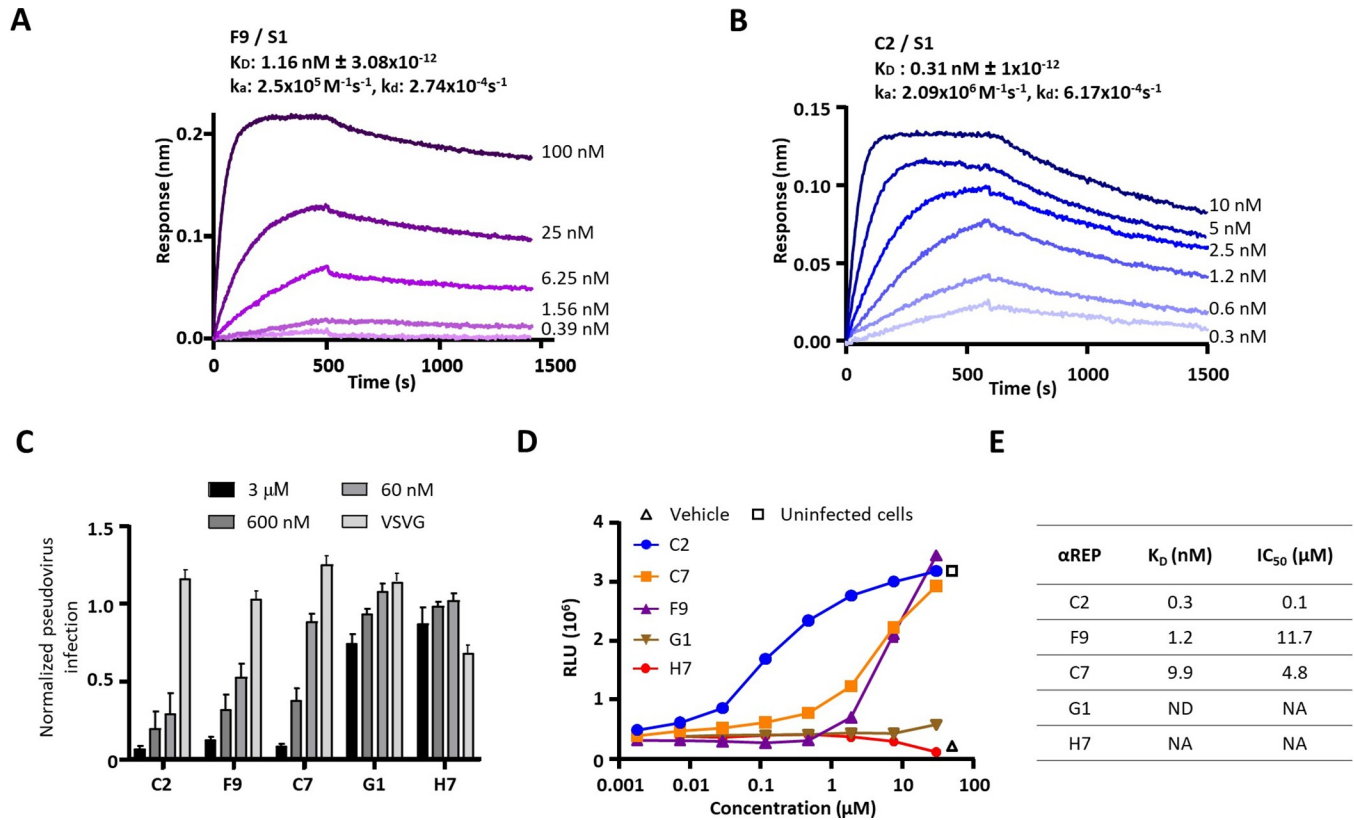 A
F9 / S1
KD: 1.16 nM ± 3.08x10⁻¹²
ka: 2.5x10⁵ M⁻¹s⁻¹, kd: 2.74x10⁻⁴s⁻¹
Response (nm)
0.2
0.1
0.0
100 nM
25 nM
6.25 nM
1.56 nM
0.39 nM
0
500
1000
1500
Time (s)
B
C2 / S1
KD : 0.31 nM ± 1x10⁻¹²
ka: 2.09x10⁶ M⁻¹s⁻¹, kd: 6.17x10⁻⁴s⁻¹
Response (nm)
0.15
0.10
0.05
0.00
10 nM
5 nM
2.5 nM
1.2 nM
0.6 nM
0.3 nM
0
500
1000
1500
Time (s)
C
3 µM
60 nM
600 nM
VSVG
Normalized pseudovirus
infection
1.5
1.0
0.5
0
C2
F9
C7
G1
H7
D
Vehicle
Uninfected cells
C2
C7
F9
G1
H7
RLU (10⁶)
4
3
2
1
0
0.001
0.01
0.1
1
10
100
Concentration (µM)
E
αREP KD (nM) IC50 (µM)
C2 0.3 0.1
F9 1.2 11.7
C7 9.9 4.8
G1 ND NA
H7 NA NA